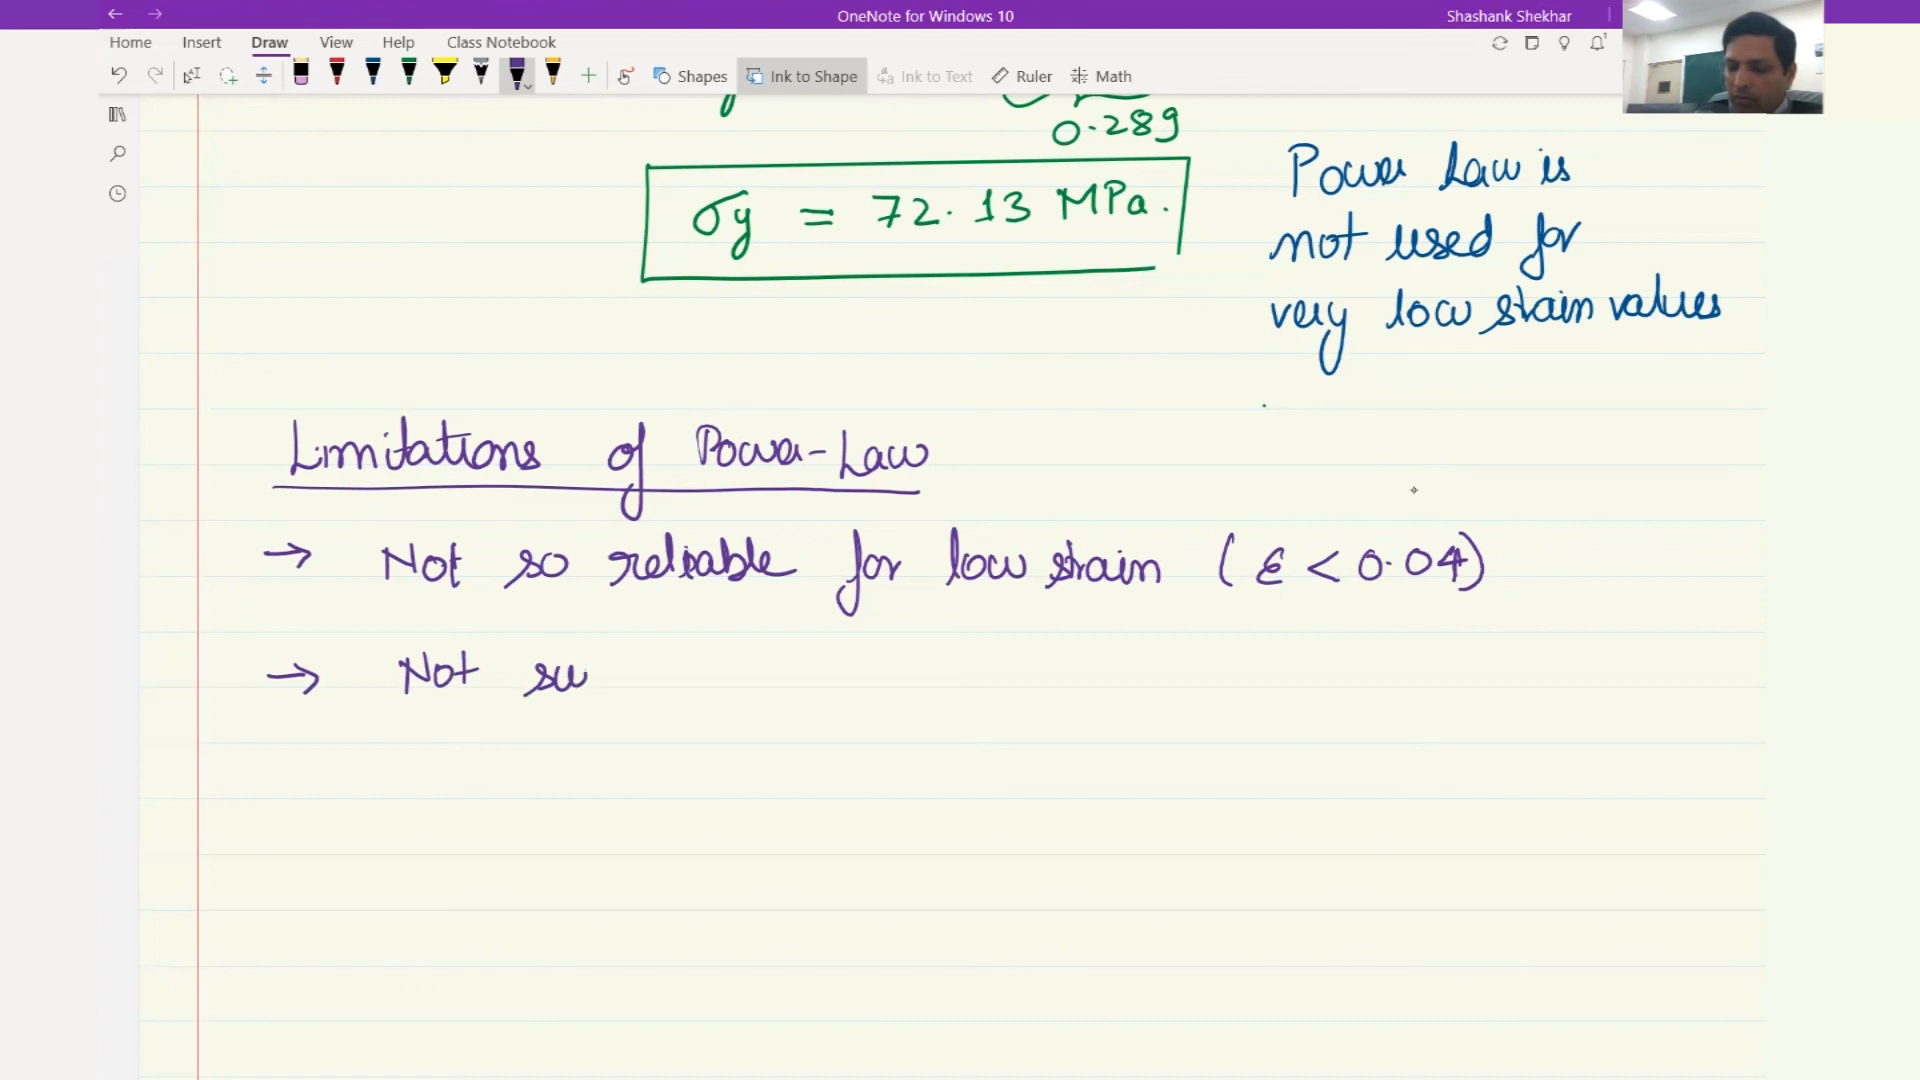 OneNote for Windows 10
Shashank Shekhar
Home Insert Draw View Help Class Notebook
Shapes Ink to Shape Ink to Text Ruler Math
0.289
σy = 72.13 MPa.
Power Law is
not used for
very low strain values
Limitations of Power-Law
→ Not so reliable for low strain (ε < 0.04)
→ Not su